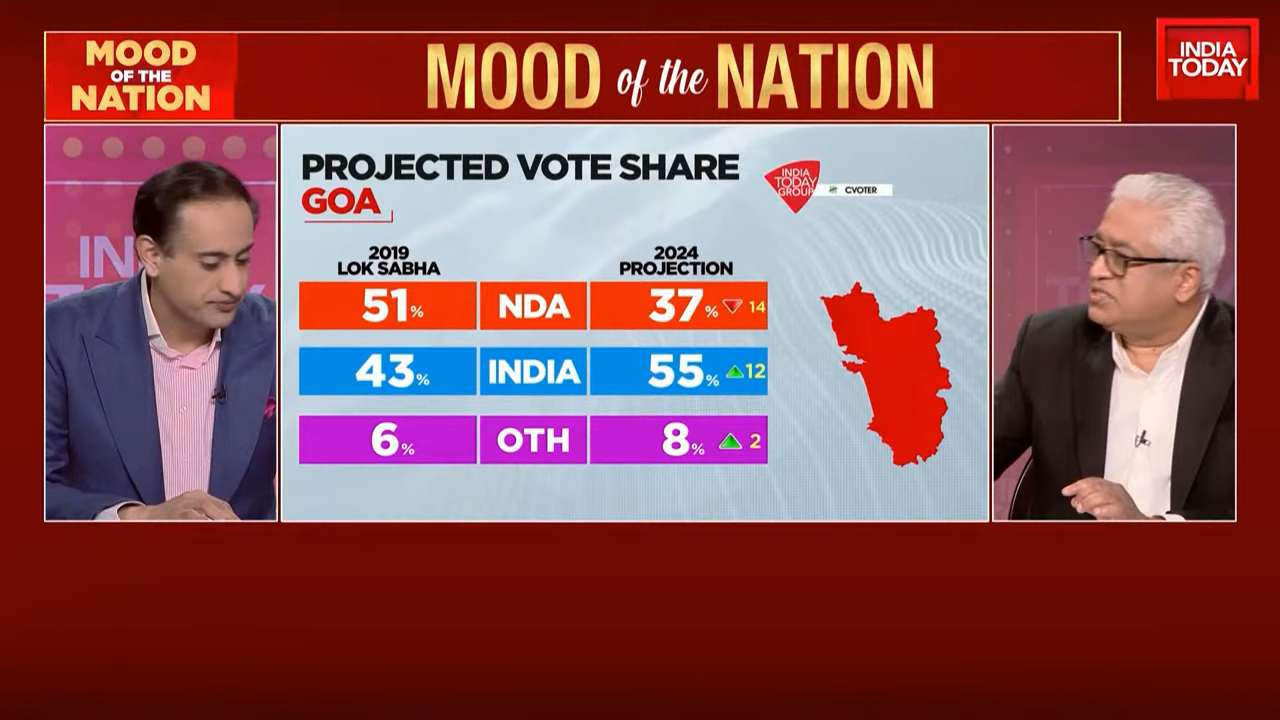 MOOD
OF THE
NATION
MOOD of the NATION
INDIA
TODAY
PROJECTED VOTE SHARE
GOA
INDIA
TODAY
GROUP
CVOTER
2019
LOK SABHA
2024
PROJECTION
51% NDA 37% 14
43% INDIA 55% 12
6% OTH 8% 2
IN